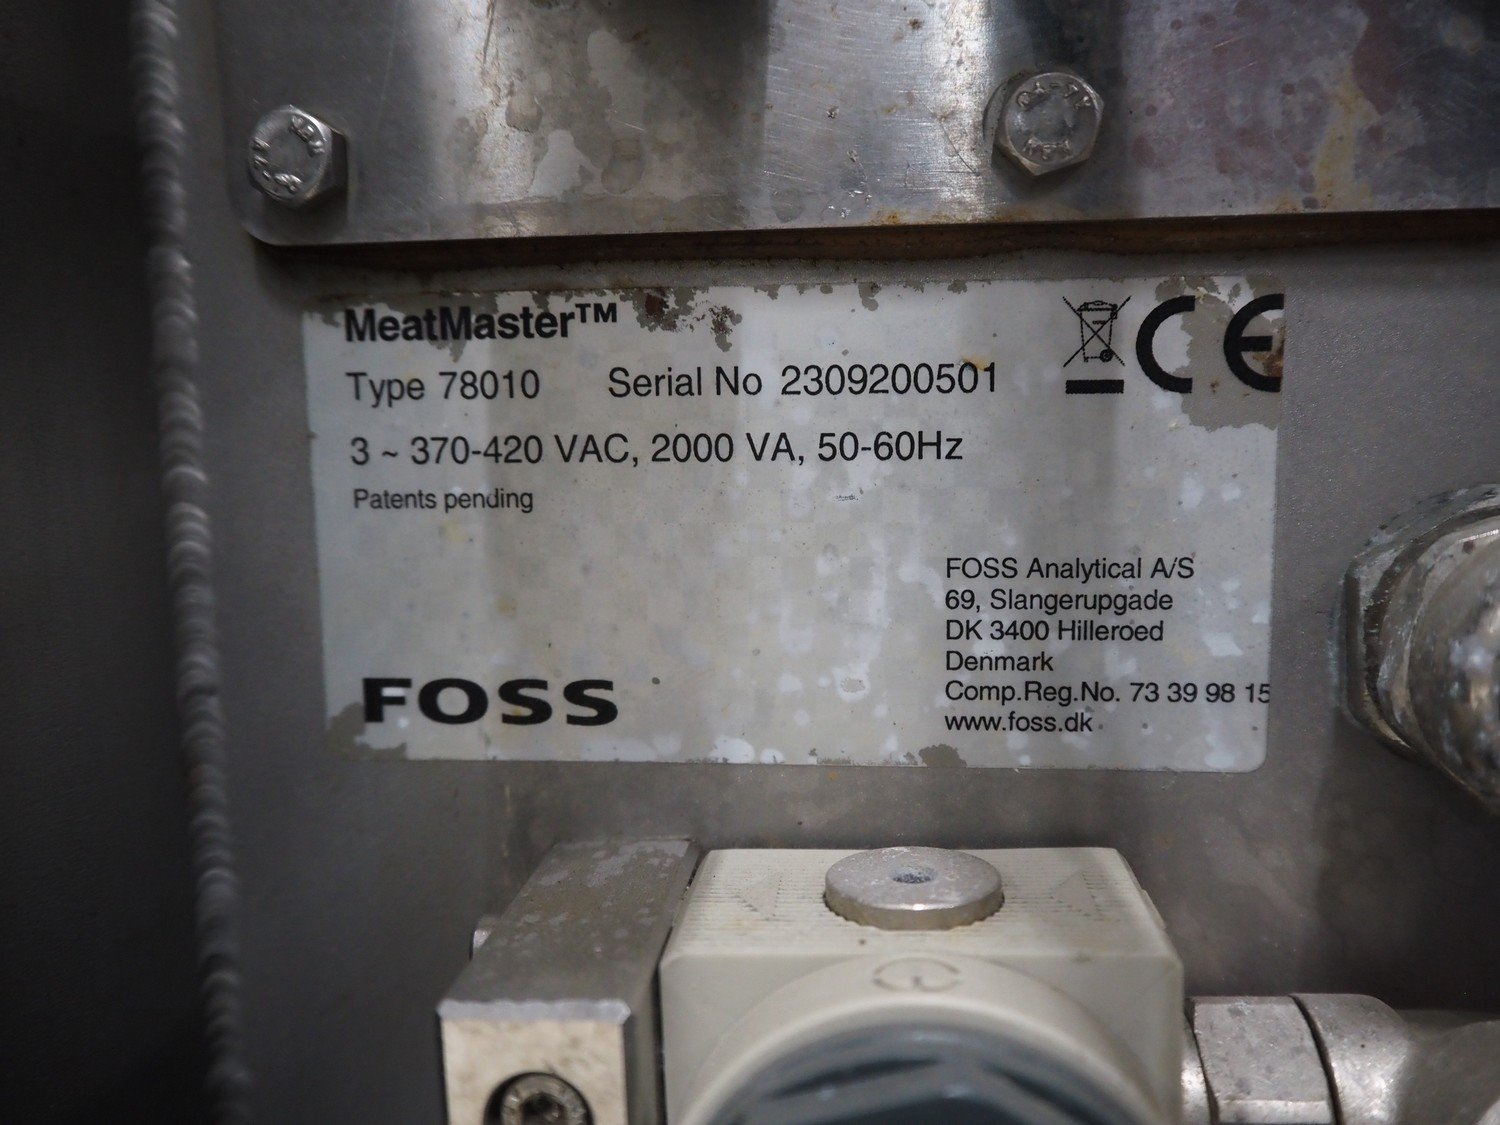 MeatMaster™
Type 78010 Serial No 2309200501
3 ~ 370-420 VAC, 2000 VA, 50-60Hz
Patents pending
CE
FOSS Analytical A/S
69, Slangerupgade
DK 3400 Hilleroed
Denmark
Comp.Reg.No. 73 39 98 15
www.foss.dk
FOSS